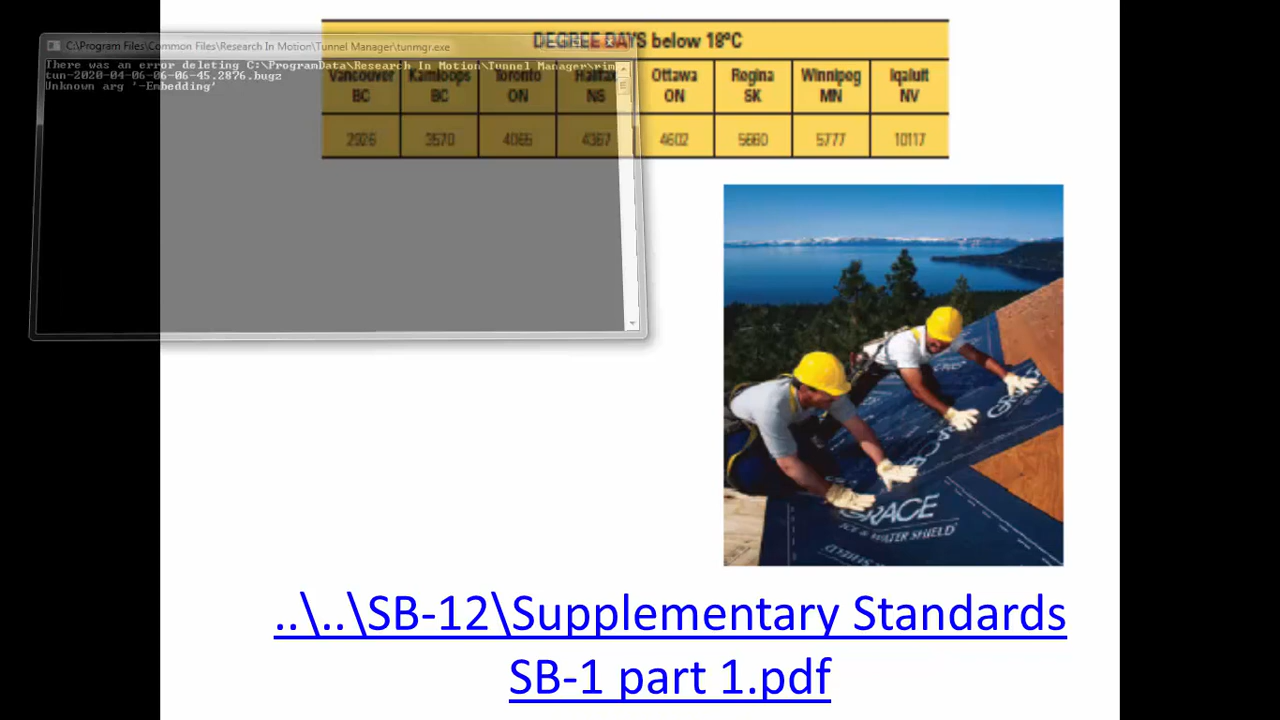 C:\Program Files\Common Files\Research In Motion\Tunnel Manager\tunmgr.exe
There was an error deleting C:\ProgramData\Research In Motion\Tunnel Manager\rim
tun-2020-04-06-06-06-45.2876.bugz
Unknown arg '-Embedding'
DEGREE DAYS below 18°C
Vancouver BC Kamloops BC Toronto ON Halifax NS Ottawa ON Regina SK Winnipeg MN Iqaluit NV
2926 3570 4065 4367 4602 5660 5777 10117
GRACE
GRACE
GRACE
ICE & WATER SHIELD
SHIELD
..\..\SB-12\Supplementary Standards
SB-1 part 1.pdf